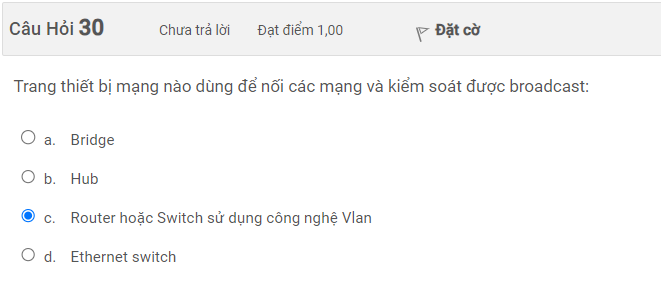 Câu Hỏi 30 Chưa trả lời Đạt điểm 1,00 Đặt cờ
Trang thiết bị mạng nào dùng để nối các mạng và kiểm soát được broadcast:
a. Bridge
b. Hub
c. Router hoặc Switch sử dụng công nghệ Vlan
d. Ethernet switch